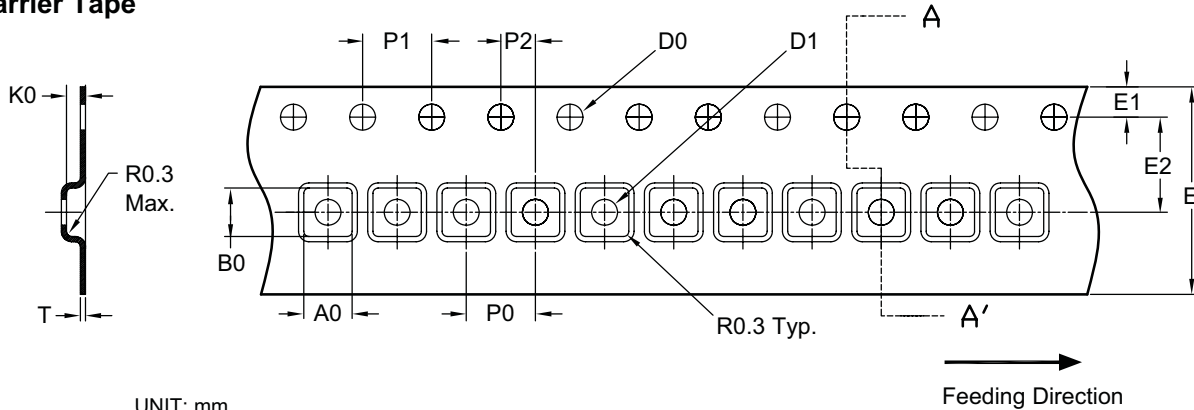 arrier Tape
P1
P2
D0
D1
A
K0
E1
R0.3
Max.
E2
E
B0
T
A0
P0
R0.3 Typ.
A'
Feeding Direction
UNIT: mm